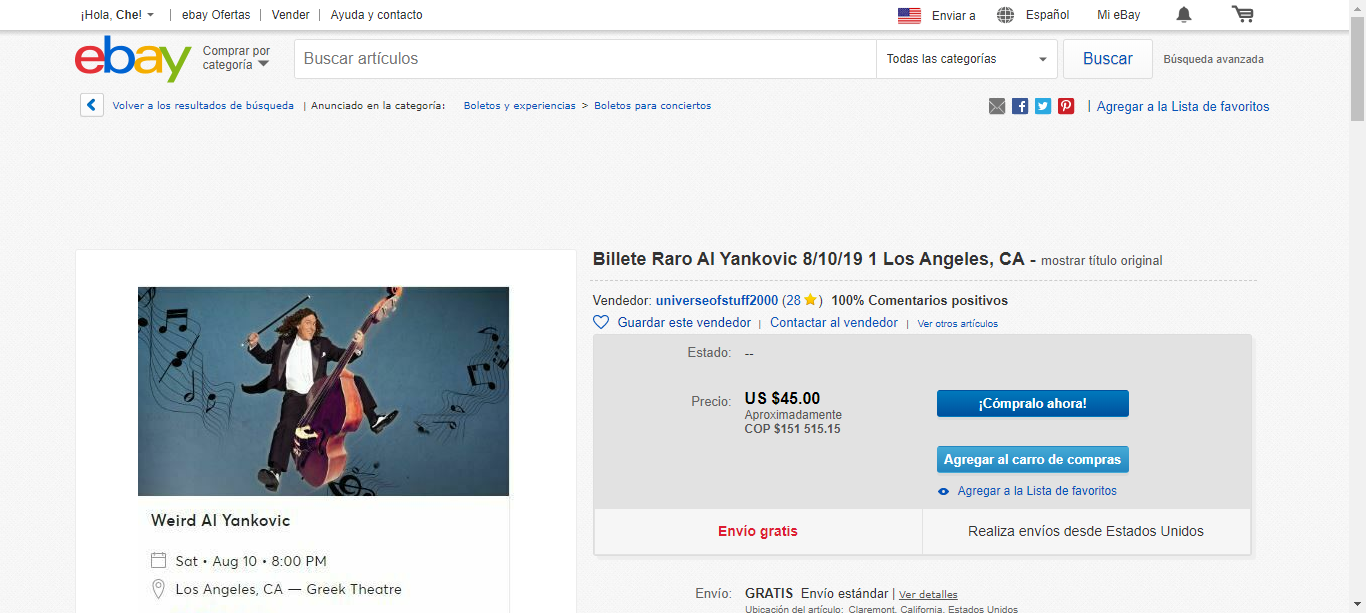 ¡Hola, Che! | ebay Ofertas | Vender | Ayuda y contacto Enviar a Español Mi eBay
ebay Comprar por categoría Buscar artículos Todas las categorías Buscar Búsqueda avanzada
Volver a los resultados de búsqueda | Anunciado en la categoría: Boletos y experiencias > Boletos para conciertos | Agregar a la Lista de favoritos
Billete Raro Al Yankovic 8/10/19 1 Los Angeles, CA - mostrar título original
Vendedor: universeofstuff2000 (28 ) 100% Comentarios positivos
Guardar este vendedor | Contactar al vendedor | Ver otros artículos
Estado: --
Precio: US $45.00
Aproximadamente
COP $151 515.15
¡Cómpralo ahora!
Agregar al carro de compras
Agregar a la Lista de favoritos
Envío gratis Realiza envíos desde Estados Unidos
Envío: GRATIS Envío estándar | Ver detalles
Ubicación del artículo: Claremont, California, Estados Unidos
Weird Al Yankovic
Sat • Aug 10 • 8:00 PM
Los Angeles, CA — Greek Theatre